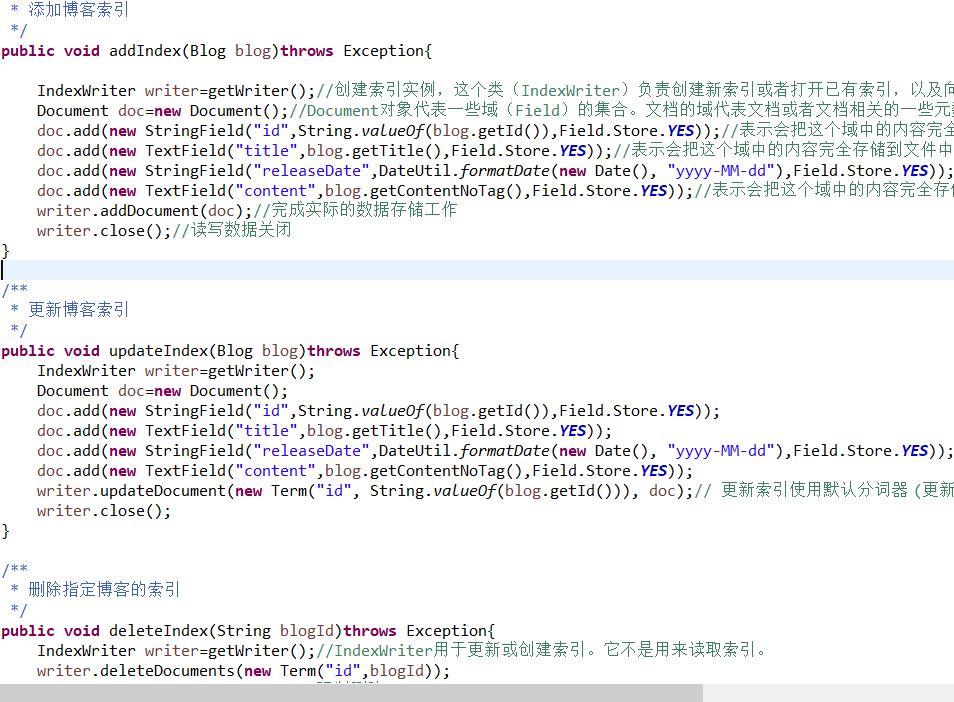 * 添加博客索引
*/
public void addIndex(Blog blog)throws Exception{
IndexWriter writer=getWriter();//创建索引实例，这个类（IndexWriter）负责创建新索引或者打开已有索引，以及向
Document doc=new Document();//Document对象代表一些域（Field）的集合。文档的域代表文档或者文档相关的一些元
doc.add(new StringField("id",String.valueOf(blog.getId()),Field.Store.YES));//表示会把这个域中的内容完全
doc.add(new TextField("title",blog.getTitle(),Field.Store.YES));//表示会把这个域中的内容完全存储到文件中
doc.add(new StringField("releaseDate",DateUtil.formatDate(new Date(), "yyyy-MM-dd"),Field.Store.YES));
doc.add(new TextField("content",blog.getContentNoTag(),Field.Store.YES));//表示会把这个域中的内容完全存
writer.addDocument(doc);//完成实际的数据存储工作
writer.close();//读写数据关闭
}
/**
* 更新博客索引
*/
public void updateIndex(Blog blog)throws Exception{
IndexWriter writer=getWriter();
Document doc=new Document();
doc.add(new StringField("id",String.valueOf(blog.getId()),Field.Store.YES));
doc.add(new TextField("title",blog.getTitle(),Field.Store.YES));
doc.add(new StringField("releaseDate",DateUtil.formatDate(new Date(), "yyyy-MM-dd"),Field.Store.YES));
doc.add(new TextField("content",blog.getContentNoTag(),Field.Store.YES));
writer.updateDocument(new Term("id", String.valueOf(blog.getId())), doc);// 更新索引使用默认分词器（更新
writer.close();
}
/**
* 删除指定博客的索引
*/
public void deleteIndex(String blogId)throws Exception{
IndexWriter writer=getWriter();//IndexWriter用于更新或创建索引。它不是用来读取索引。
writer.deleteDocuments(new Term("id",blogId));